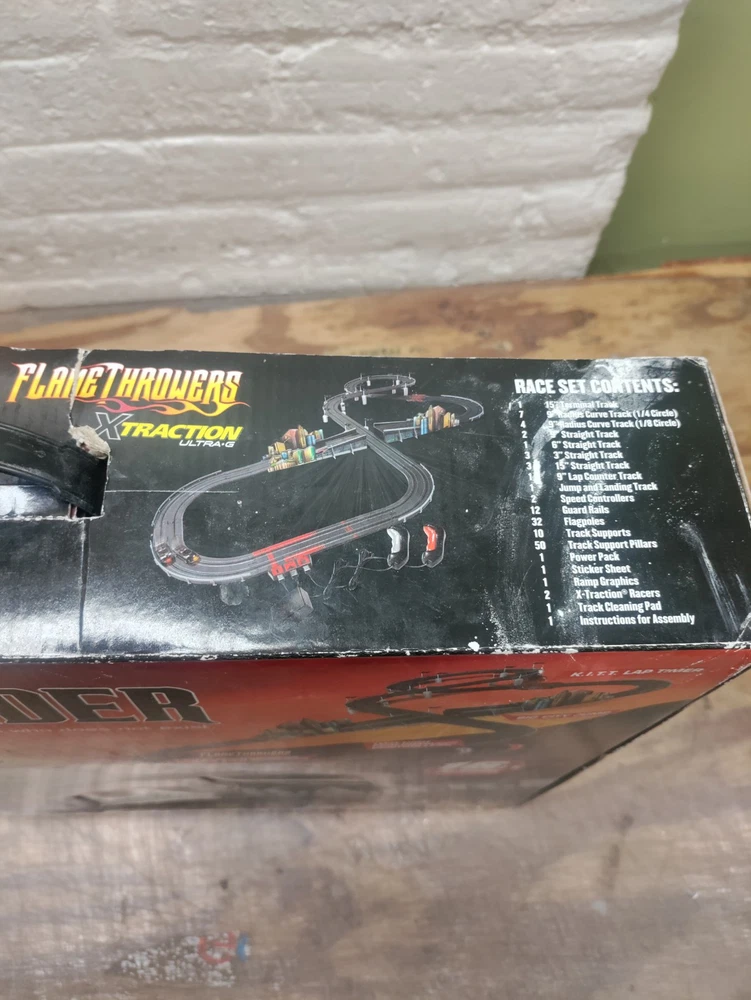 FLAMETHROWERS
XTRACTION
ULTRA-G
RACE SET CONTENTS:
1 15" Terminal Track
7 9" Radius Curve Track (1/4 Circle)
4 9" Radius Curve Track (1/8 Circle)
2 9" Straight Track
1 6" Straight Track
3 3" Straight Track
3 15" Straight Track
1 9" Lap Counter Track
1 Jump and Landing Track
2 Speed Controllers
12 Guard Rails
32 Flagpoles
10 Track Supports
50 Track Support Pillars
1 Power Pack
1 Sticker Sheet
1 Ramp Graphics
2 X-Traction® Racers
1 Track Cleaning Pad
1 Instructions for Assembly
DER
K.I.T.T. LAP TIMER
FLAMETHROWERS